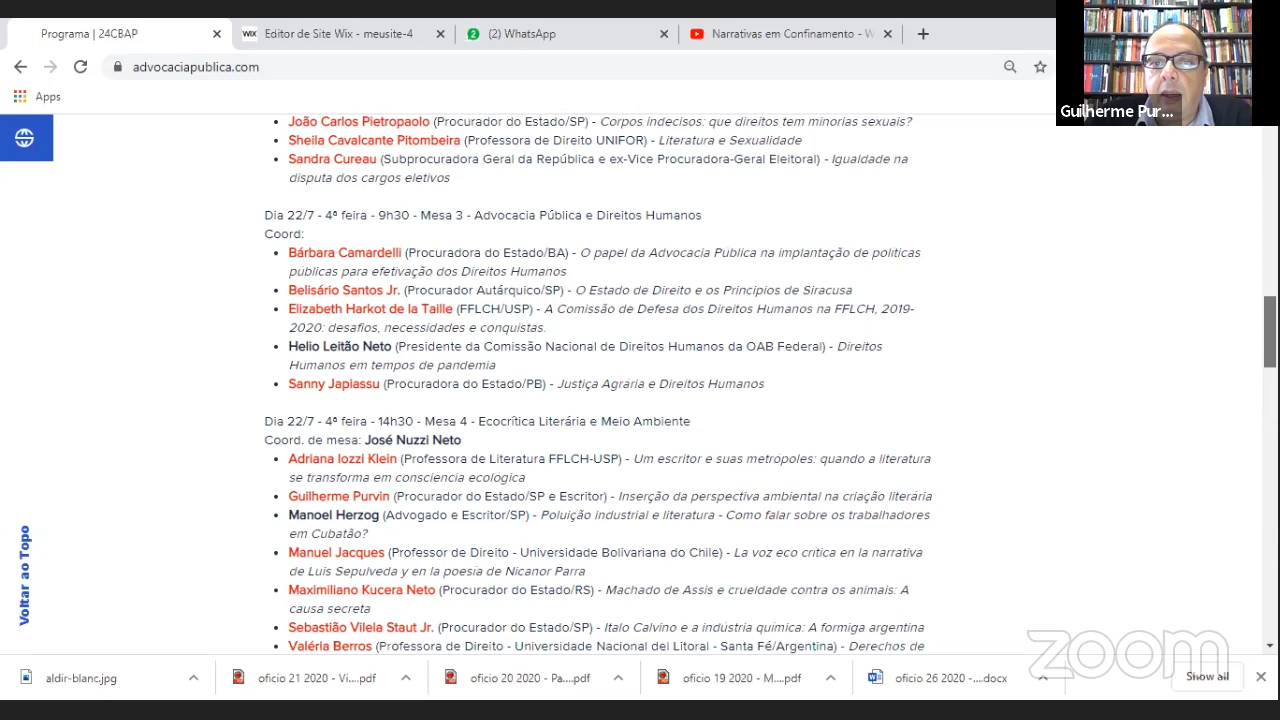 Programa | 24CBAP
WIX Editor de Site Wix - meusite-4
2 (2) WhatsApp
Narrativas em Confinamento - W
advocaciapublica.com
Apps
Guilherme Pur...
João Carlos Pietropaolo (Procurador do Estado/SP) - Corpos indecisos: que direitos tem minorias sexuais?
Sheila Cavalcante Pitombeira (Professora de Direito UNIFOR) - Literatura e Sexualidade
Sandra Cureau (Subprocuradora Geral da República e ex-Vice Procuradora-Geral Eleitoral) - Igualdade na
disputa dos cargos eletivos
Dia 22/7 - 4ª feira - 9h30 - Mesa 3 - Advocacia Pública e Direitos Humanos
Coord:
Bárbara Camardelli (Procuradora do Estado/BA) - O papel da Advocacia Publica na implantação de politicas
públicas para efetivação dos Direitos Humanos
Belisário Santos Jr. (Procurador Autárquico/SP) - O Estado de Direito e os Princípios de Siracusa
Elizabeth Harkot de la Taille (FFLCH/USP) - A Comissão de Defesa dos Direitos Humanos na FFLCH, 2019-
2020: desafios, necessidades e conquistas.
Helio Leitão Neto (Presidente da Comissão Nacional de Direitos Humanos da OAB Federal) - Direitos
Humanos em tempos de pandemia
Sanny Japiassu (Procuradora do Estado/PB) - Justiça Agraria e Direitos Humanos
Dia 22/7 - 4ª feira - 14h30 - Mesa 4 - Ecocrítica Literária e Meio Ambiente
Coord. de mesa: José Nuzzi Neto
Adriana Iozzi Klein (Professora de Literatura FFLCH-USP) - Um escritor e suas metrópoles: quando a literatura
se transforma em consciencia ecologica
Guilherme Purvin (Procurador do Estado/SP e Escritor) - Inserção da perspectiva ambiental na criação literaria
Manoel Herzog (Advogado e Escritor/SP) - Poluição industrial e literatura - Como falar sobre os trabalhadores
em Cubatão?
Manuel Jacques (Professor de Direito - Universidade Bolivariana do Chile) - La voz eco critica en la narrativa
de Luis Sepulveda y en la poesía de Nicanor Parra
Maximiliano Kucera Neto (Procurador do Estado/RS) - Machado de Assis e crueldade contra os animais: A
causa secreta
Sebastião Vilela Staut Jr. (Procurador do Estado/SP) - Italo Calvino e a industria quimica: A formiga argentina
Valéria Berros (Professora de Direito - Universidade Nacional del Litoral - Santa Fé/Argentina) - Derechos de
Voltar ao Topo
zoom
aldir-blanc.jpg
oficio 21 2020 - Vi....pdf
oficio 20 2020 - Pa....pdf
oficio 19 2020 - M....pdf
oficio 26 2020 -....docx
Show all